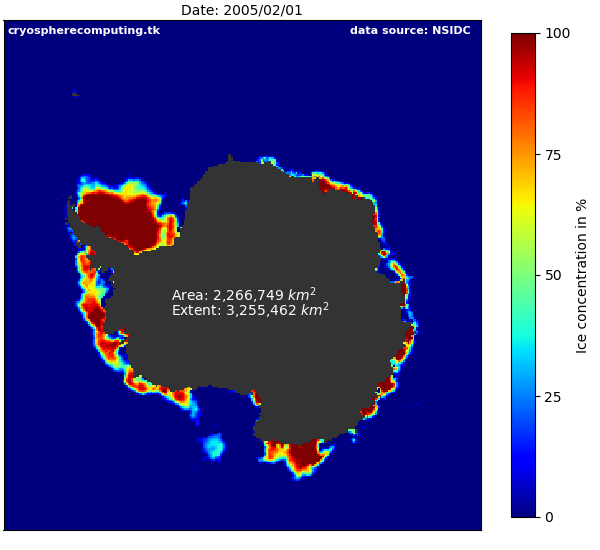 Date: 2005/02/01
cryospherecomputing.tk
data source: NSIDC
Area: 2,266,749 km²
Extent: 3,255,462 km²
100
75
50
25
0
Ice concentration in %